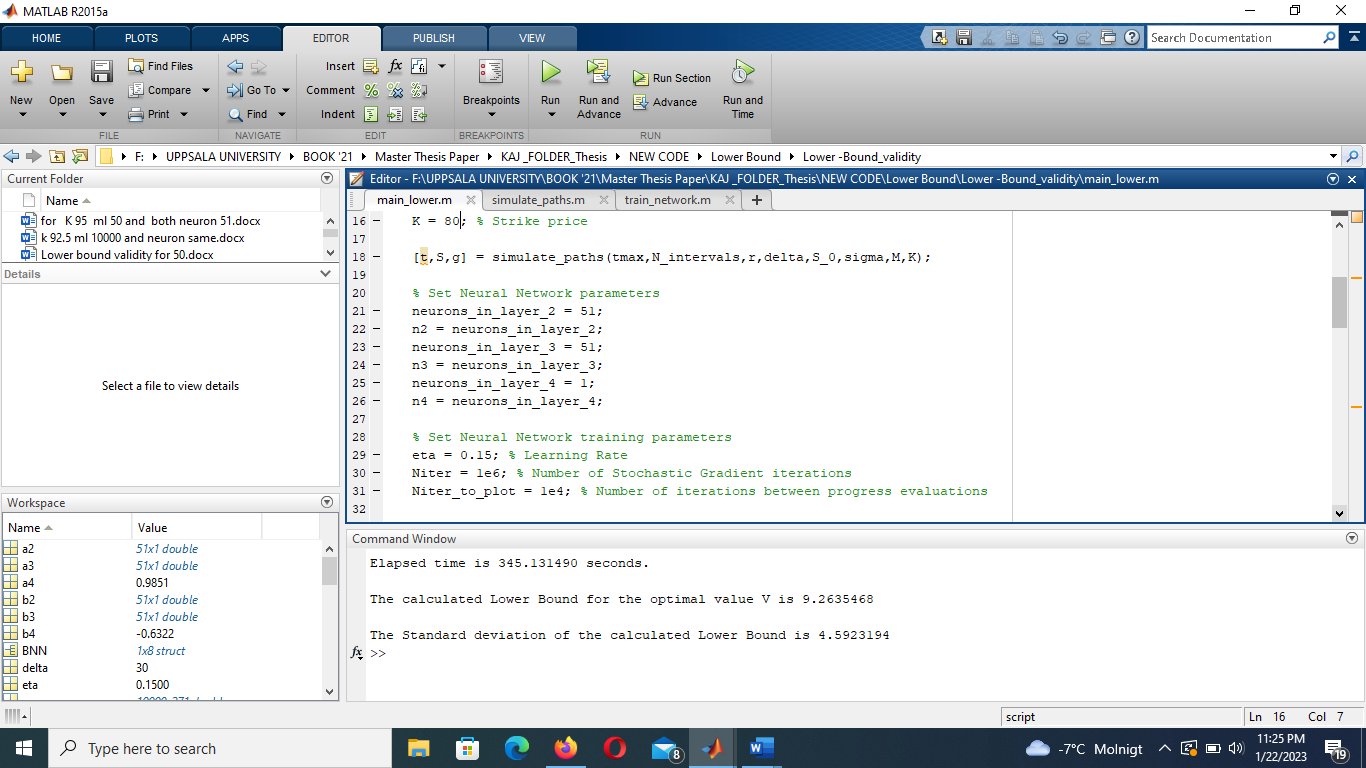 MATLAB R2015a
HOME PLOTS APPS EDITOR PUBLISH VIEW
Search Documentation
New Open Save Find Files Compare Print
FILE
Go To Find
NAVIGATE
Insert Comment Indent
EDIT
Breakpoints
BREAKPOINTS
Run Run and Advance Run Section Advance Run and Time
RUN
F: UPPSALA UNIVERSITY BOOK '21 Master Thesis Paper KAJ _FOLDER_Thesis NEW CODE Lower Bound Lower -Bound_validity
Current Folder
Name
for K 95 ml 50 and both neuron 51.docx
k 92.5 ml 10000 and neuron same.docx
Lower bound validity for 50.docx
Details
Select a file to view details
Workspace
Name Value
a2 51x1 double
a3 51x1 double
a4 0.9851
b2 51x1 double
b3 51x1 double
b4 -0.6322
BNN 1x8 struct
delta 30
eta 0.1500
Editor - F:\UPPSALA UNIVERSITY\BOOK '21\Master Thesis Paper\KAJ _FOLDER_Thesis\NEW CODE\Lower Bound\Lower -Bound_validity\main_lower.m
main_lower.m simulate_paths.m train_network.m
16 K = 80; % Strike price
17
18 [t,S,g] = simulate_paths(tmax,N_intervals,r,delta,S_0,sigma,M,K);
19
20 % Set Neural Network parameters
21 neurons_in_layer_2 = 51;
22 n2 = neurons_in_layer_2;
23 neurons_in_layer_3 = 51;
24 n3 = neurons_in_layer_3;
25 neurons_in_layer_4 = 1;
26 n4 = neurons_in_layer_4;
27
28 % Set Neural Network training parameters
29 eta = 0.15; % Learning Rate
30 Niter = 1e6; % Number of Stochastic Gradient iterations
31 Niter_to_plot = 1e4; % Number of iterations between progress evaluations
32
Command Window
Elapsed time is 345.131490 seconds.
The calculated Lower Bound for the optimal value V is 9.2635468
The Standard deviation of the calculated Lower Bound is 4.5923194
fx >>
script Ln 16 Col 7
Type here to search
8
-7°C Molnigt
11:25 PM
1/22/2023
19